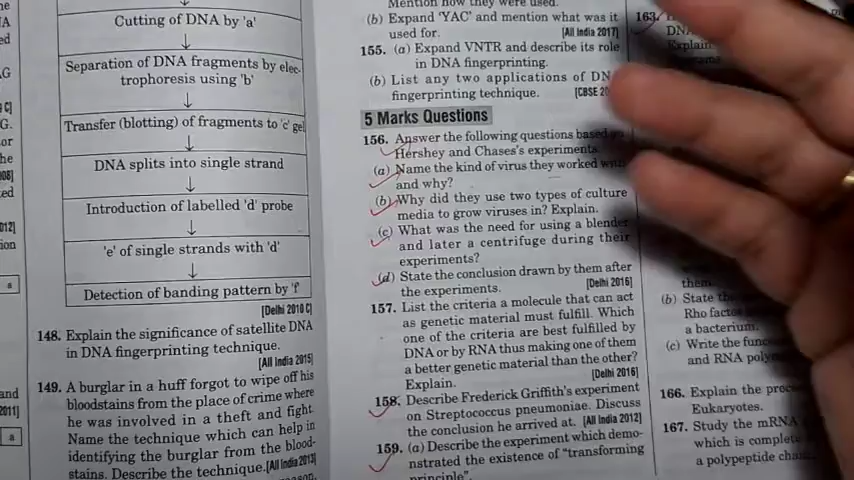 Cutting of DNA by 'a'
Separation of DNA fragments by elec-
trophoresis using 'b'
Transfer (blotting) of fragments to 'c' gel
DNA splits into single strand
Introduction of labelled 'd' probe
'e' of single strands with 'd'
Detection of banding pattern by 'f'
[Delhi 2010 C]
148. Explain the significance of satellite DNA
in DNA fingerprinting technique.
[All India 2015]
149. A burglar in a huff forgot to wipe off his
bloodstains from the place of crime where
he was involved in a theft and fight.
Name the technique which can help in
identifying the burglar from the blood-
stains. Describe the technique. [All India 2013]
Mention how they were used.
(b) Expand 'YAC' and mention what was it
used for. [All India 2017]
155. (a) Expand VNTR and describe its role
in DNA fingerprinting.
(b) List any two applications of
fingerprinting technique. [CBSE
5 Marks Questions
156. Answer the following questions based
Hershey and Chases's experiments.
(a) Name the kind of virus they worked with
and why?
(b) Why did they use two types of culture
media to grow viruses in? Explain.
(c) What was the need for using a blender
and later a centrifuge during their
experiments?
(d) State the conclusion drawn by them after
the experiments. [Delhi 2016]
157. List the criteria a molecule that can act
as genetic material must fulfill. Which
one of the criteria are best fulfilled by
DNA or by RNA thus making one of them
a better genetic material than the other?
Explain. [Delhi 2016]
158. Describe Frederick Griffith's experiment
on Streptococcus pneumoniae. Discuss
the conclusion he arrived at. [All India 2012]
159. (a) Describe the experiment which demo-
nstrated the existence of "transforming
principle".
163.
DNA
Explain
them.
(b) State
Rho factor
a bacterium.
(c) Write the
and RNA
166. Explain the
Eukaryotes.
167. Study the mRNA
which is
a polypeptide